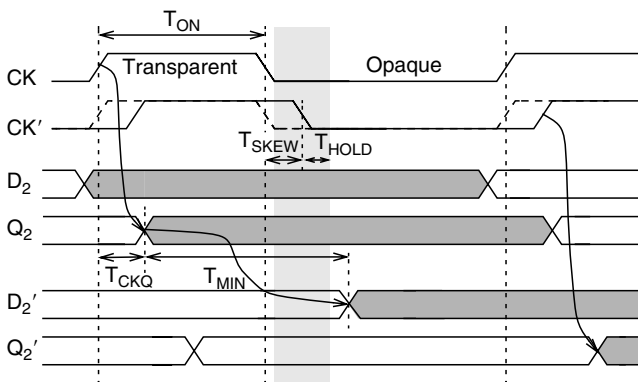 T_ON
CK Transparent Opaque
CK′
T_SKEW T_HOLD
D_2
Q_2
T_CKQ T_MIN
D_2′
Q_2′